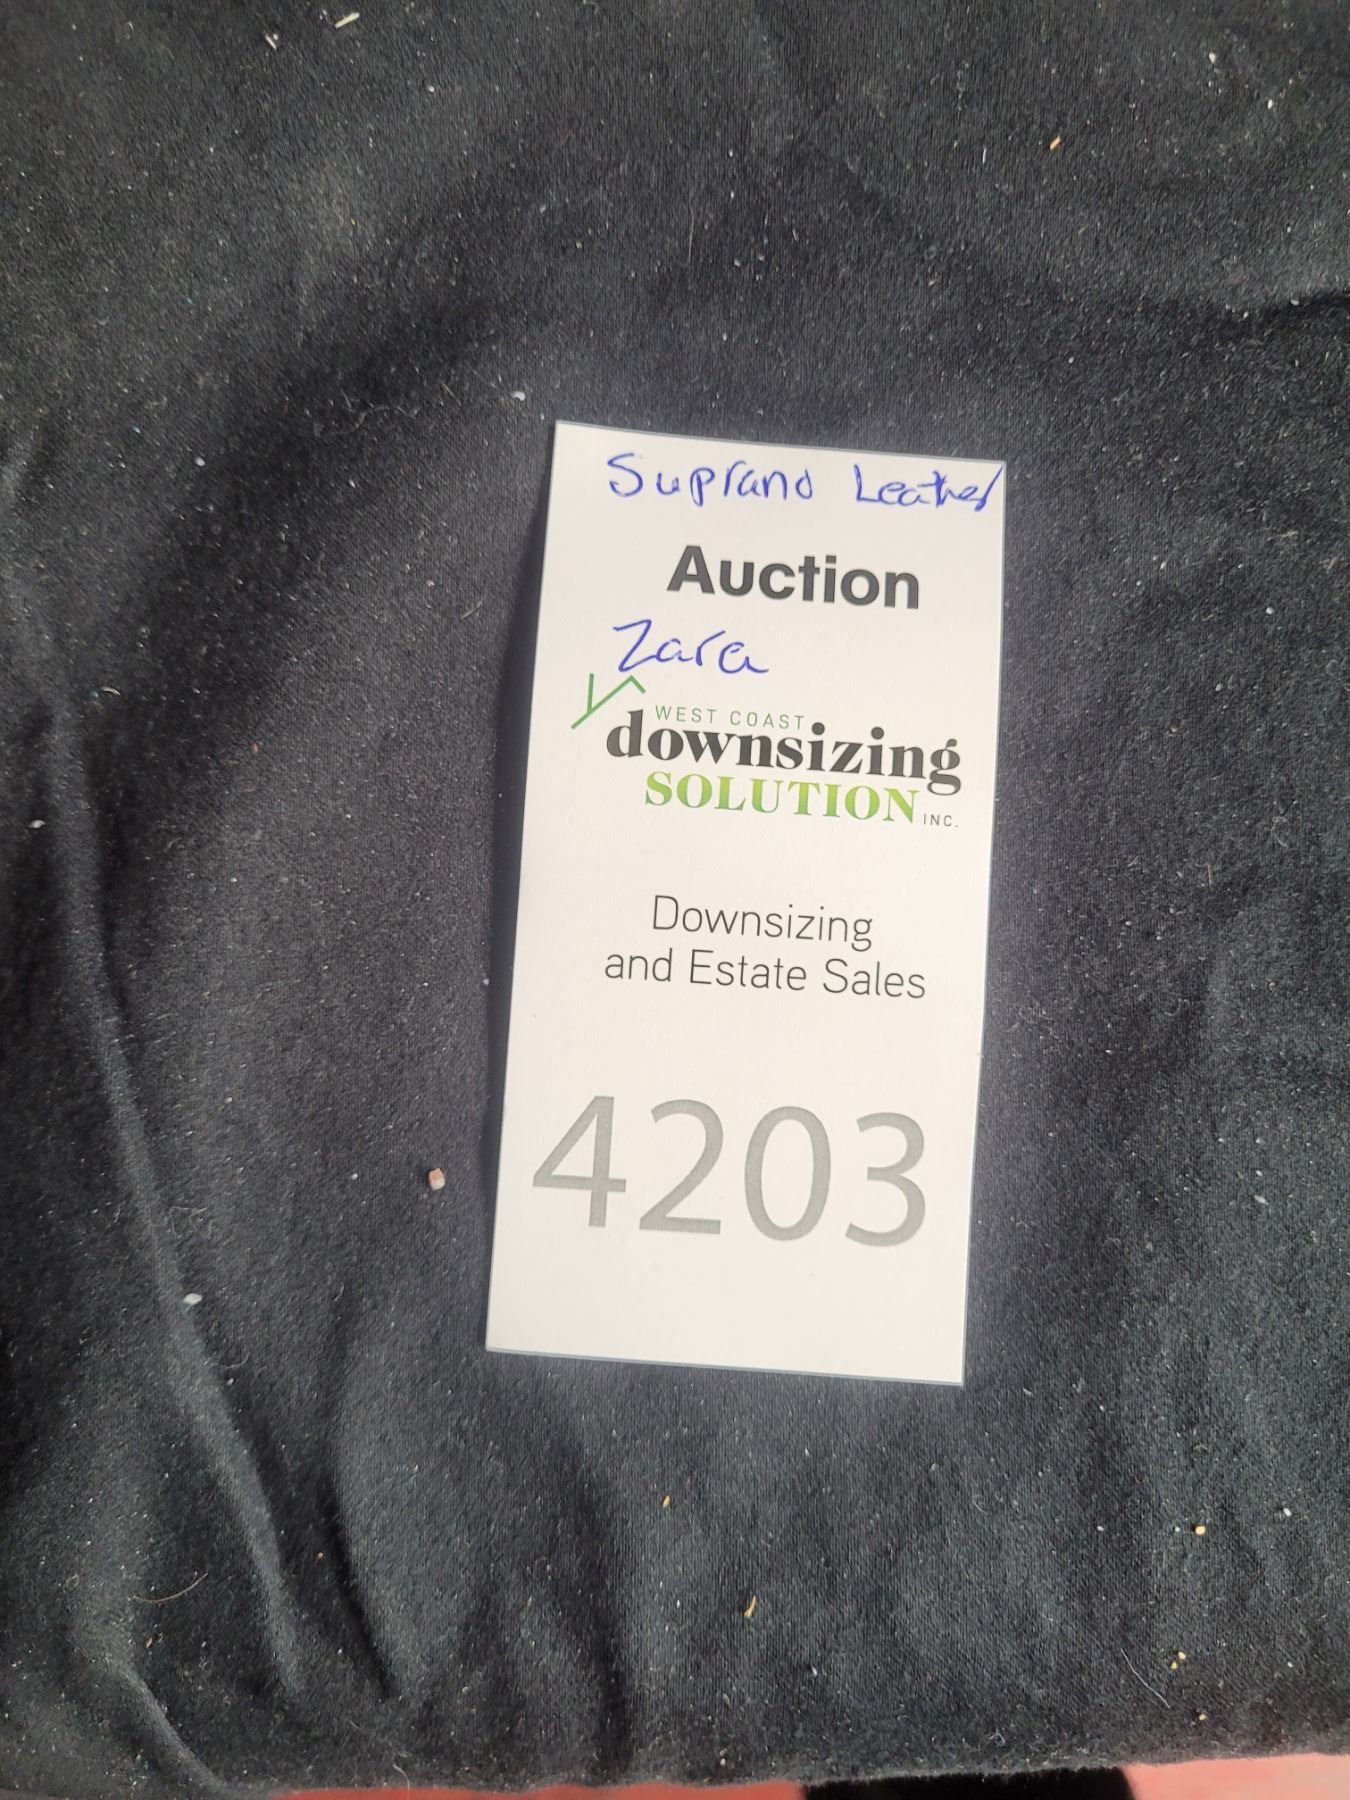 Suprano Leather
Auction
Zara
WEST COAST
downsizing
SOLUTION INC.
Downsizing
and Estate Sales
4203